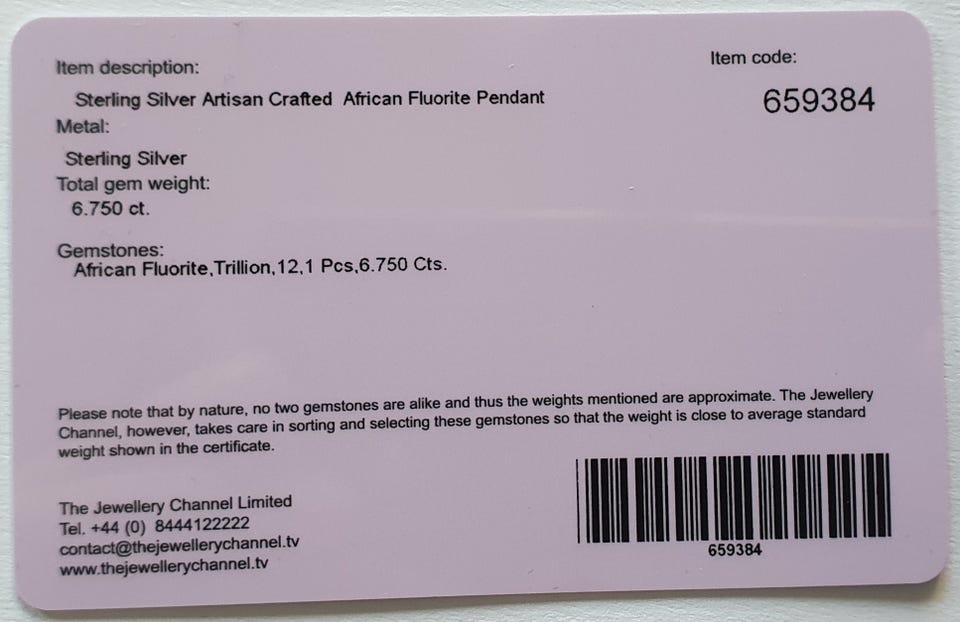 Item description:
Item code:
Sterling Silver Artisan Crafted African Fluorite Pendant
659384
Metal:
Sterling Silver
Total gem weight:
6.750 ct.
Gemstones:
African Fluorite,Trillion,12,1 Pcs,6.750 Cts.
Please note that by nature, no two gemstones are alike and thus the weights mentioned are approximate. The Jewellery
Channel, however, takes care in sorting and selecting these gemstones so that the weight is close to average standard
weight shown in the certificate.
The Jewellery Channel Limited
Tel. +44 (0) 8444122222
contact@thejewellerychannel.tv
www.thejewellerychannel.tv
659384